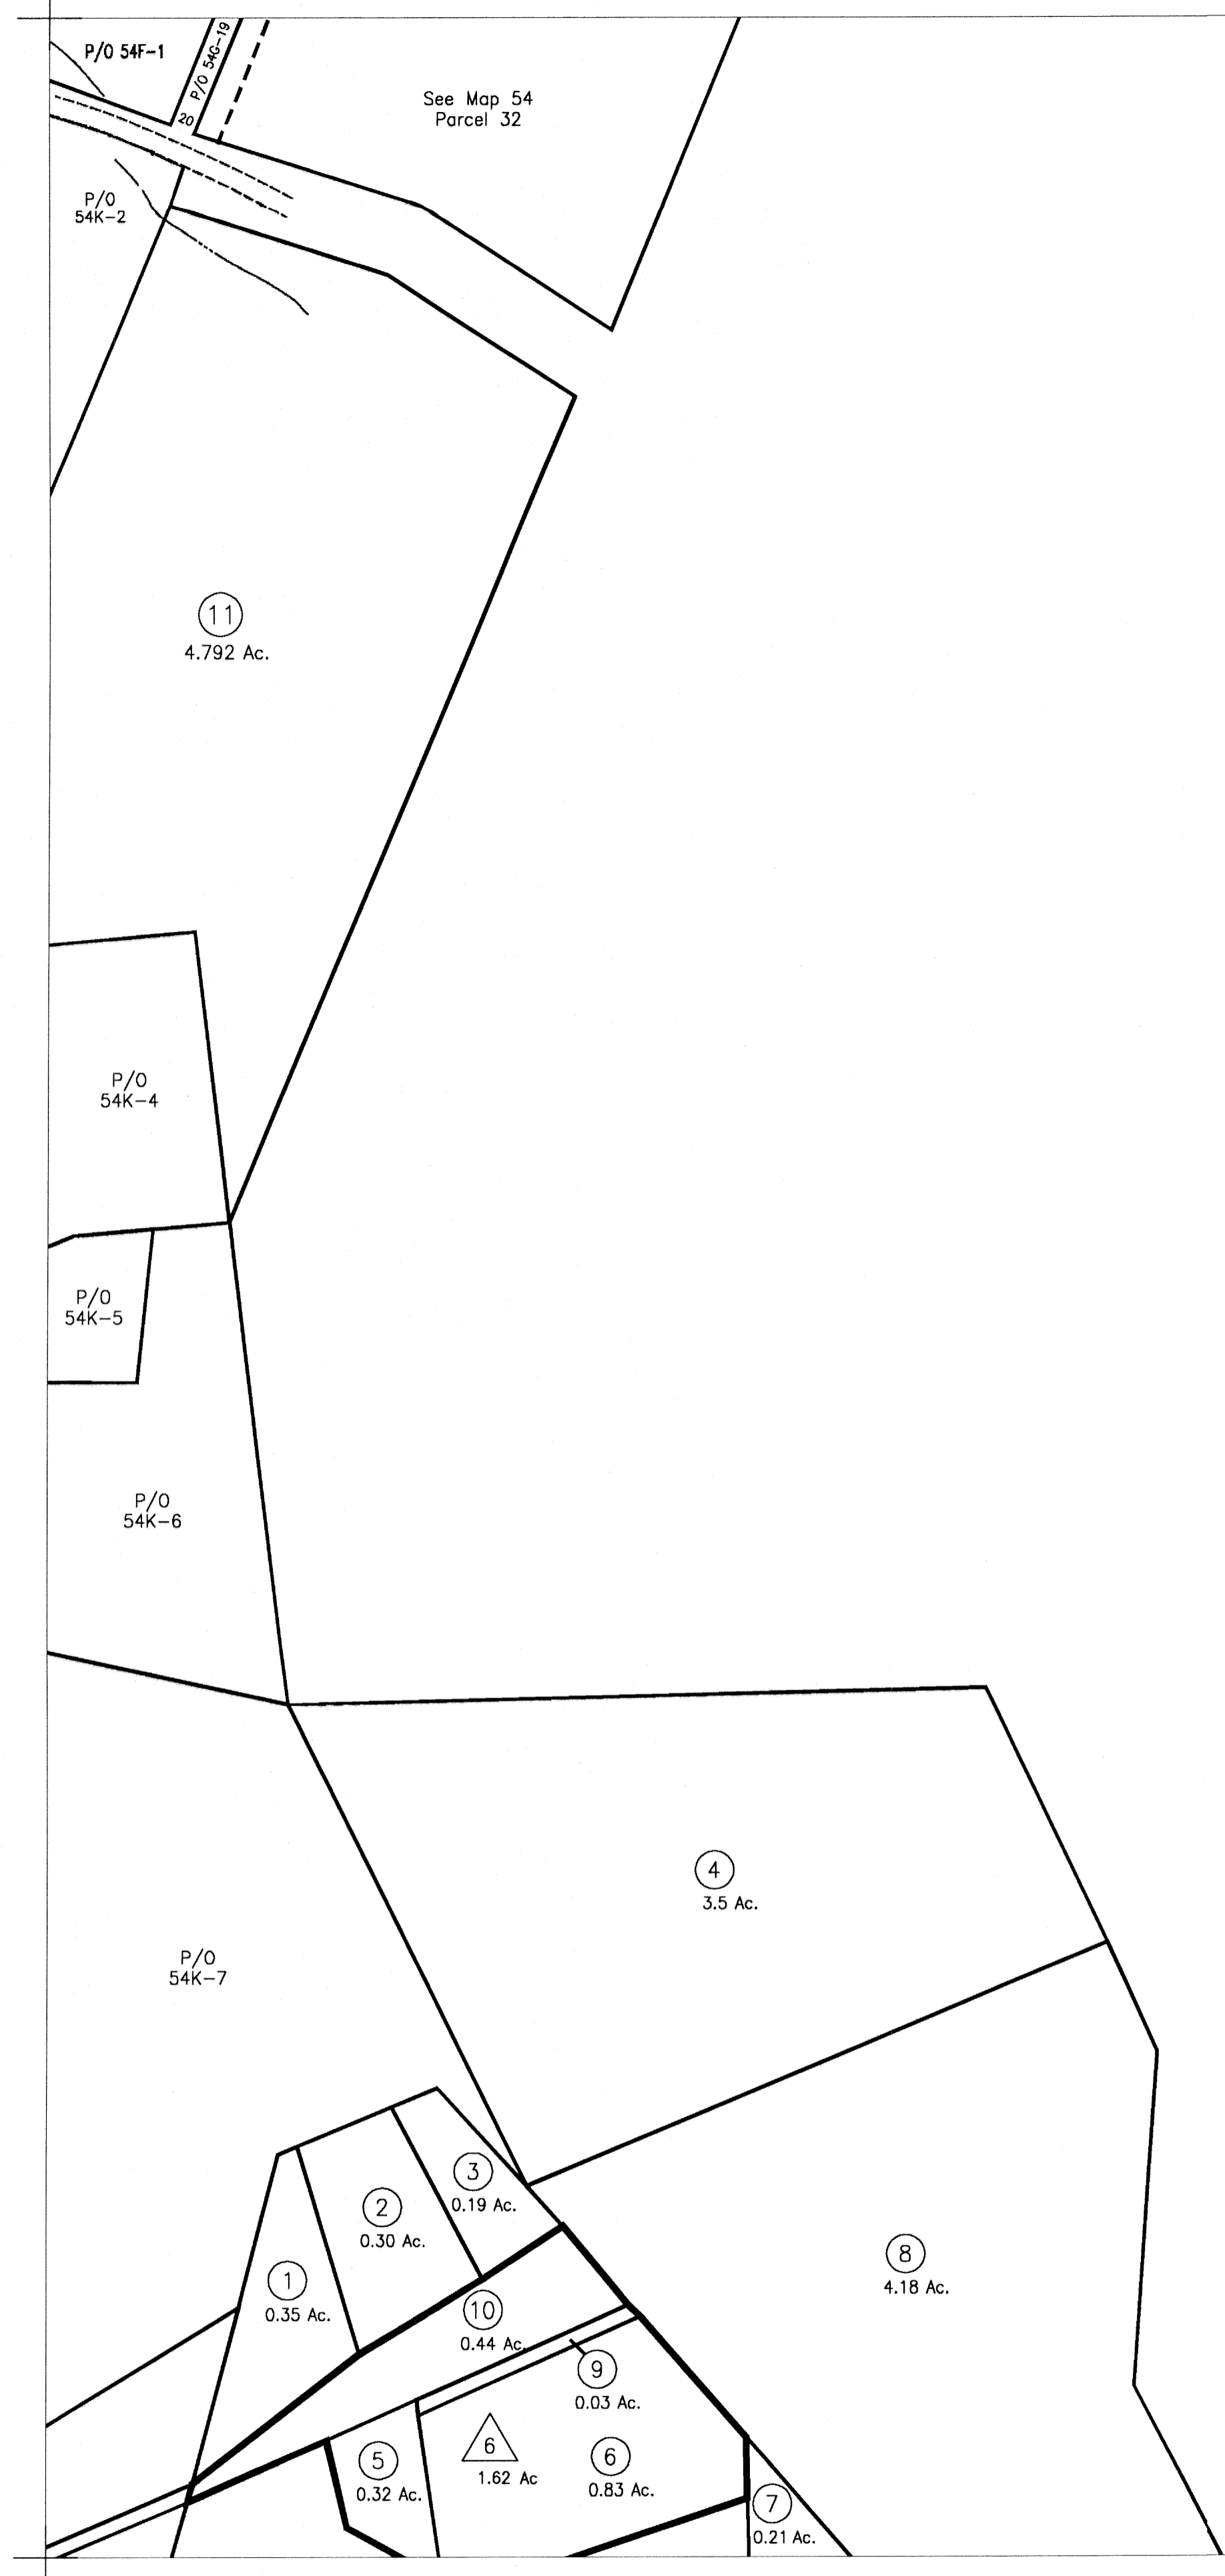 P/O 54F-1
P/O 54G-19
20
See Map 54
Parcel 32
P/O
54K-2
11
4.792 Ac.
P/O
54K-4
P/O
54K-5
P/O
54K-6
4
3.5 Ac.
P/O
54K-7
3
0.19 Ac.
2
0.30 Ac.
8
4.18 Ac.
1
0.35 Ac.
10
0.44 Ac.
9
0.03 Ac.
6
1.62 Ac
6
0.83 Ac.
5
0.32 Ac.
7
0.21 Ac.